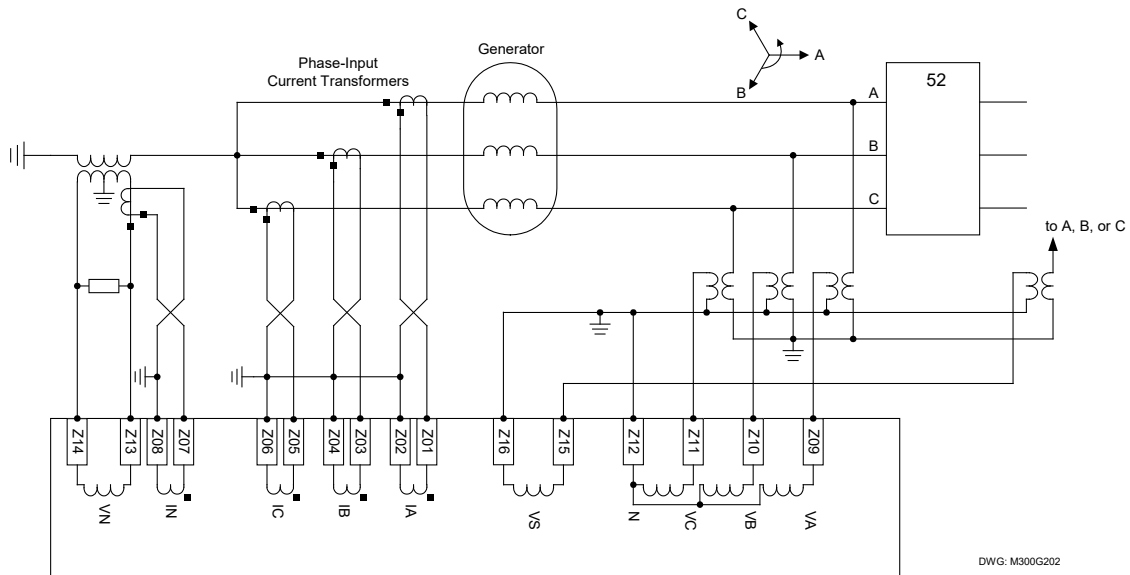 C
A
B
Generator
Phase-Input
Current Transformers
52
A
B
C
to A, B, or C
Z14
Z13
Z08
Z07
Z06
Z05
Z04
Z03
Z02
Z01
Z16
Z15
Z12
Z11
Z10
Z09
VN
IN
IC
IB
IA
VS
N
VC
VB
VA
DWG: M300G202